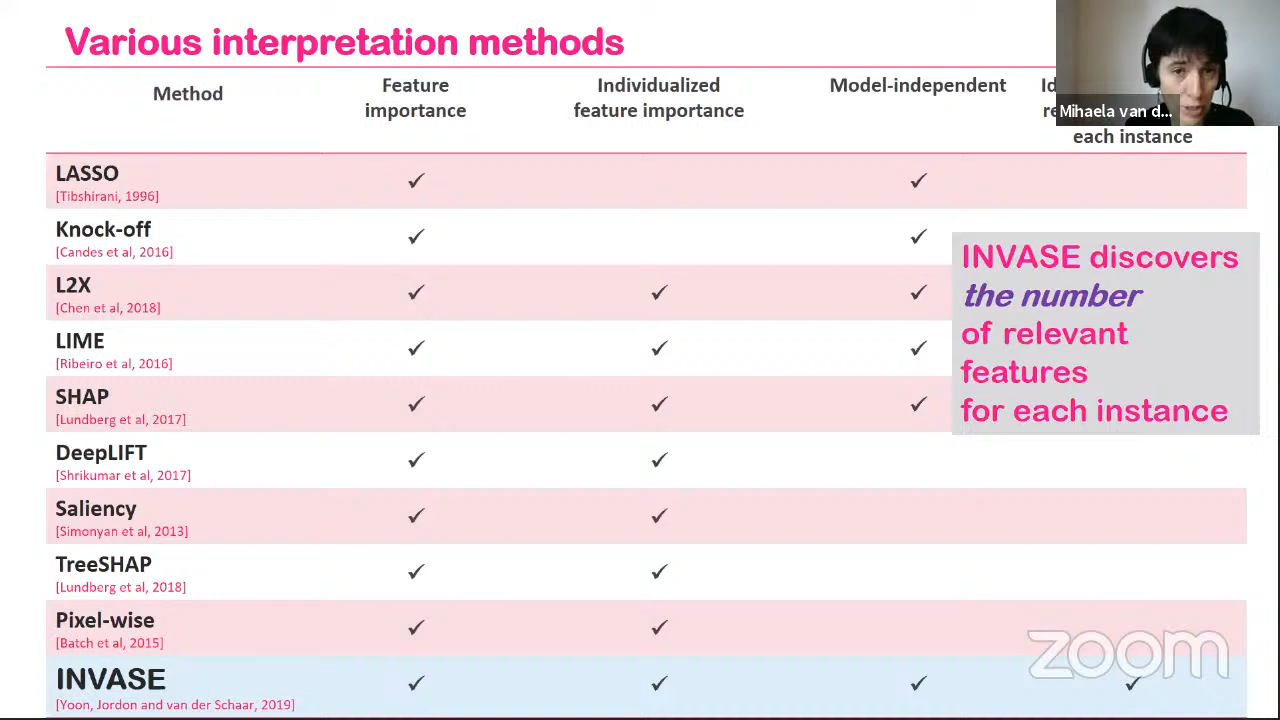 Various interpretation methods
Method
Feature
importance
Individualized
feature importance
Model-independent
each instance
Mihaela van d...
LASSO
[Tibshirani, 1996]
✓ ✓
Knock-off
[Candes et al, 2016]
✓ ✓
L2X
[Chen et al, 2018]
✓ ✓ ✓
LIME
[Ribeiro et al, 2016]
✓ ✓ ✓
SHAP
[Lundberg et al, 2017]
✓ ✓ ✓
DeepLIFT
[Shrikumar et al, 2017]
✓ ✓
Saliency
[Simonyan et al, 2013]
✓ ✓
TreeSHAP
[Lundberg et al, 2018]
✓ ✓
Pixel-wise
[Batch et al, 2015]
✓ ✓
INVASE
[Yoon, Jordon and van der Schaar, 2019]
✓ ✓ ✓ ✓
INVASE discovers
the number
of relevant
features
for each instance
zoom